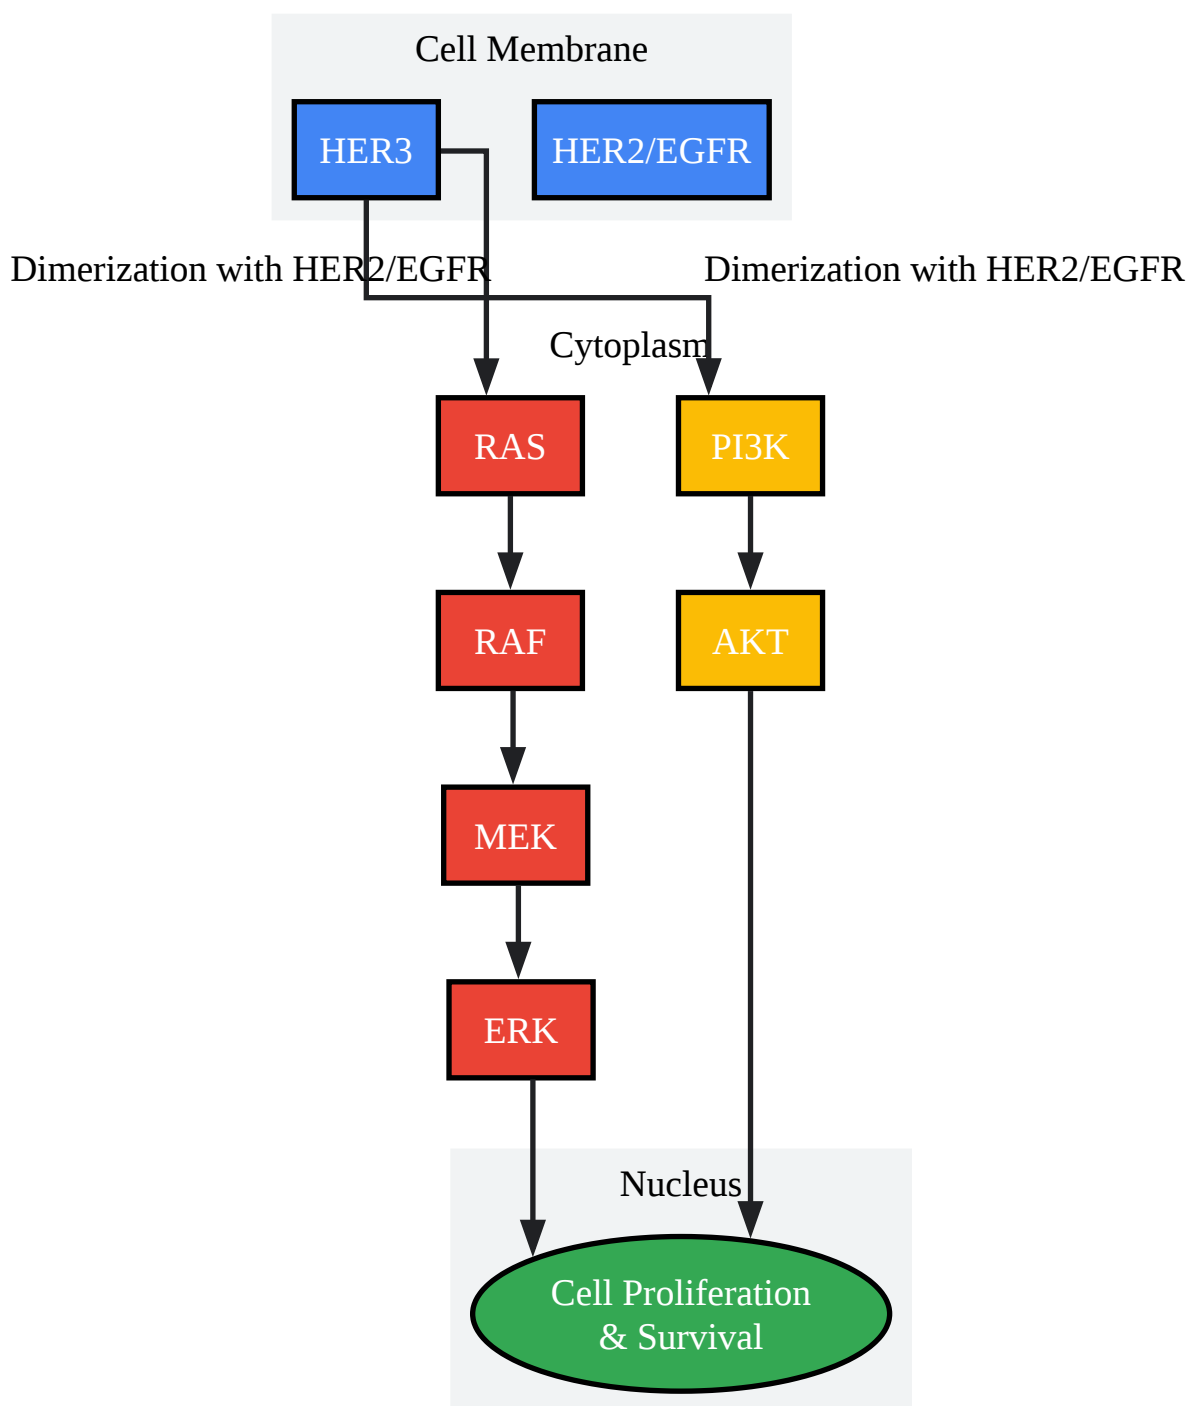 Cell Membrane
HER3
HER2/EGFR
Dimerization with HER2/EGFR
Dimerization with HER2/EGFR
Cytoplasm
RAS
PI3K
RAF
AKT
MEK
ERK
Nucleus
Cell Proliferation
& Survival